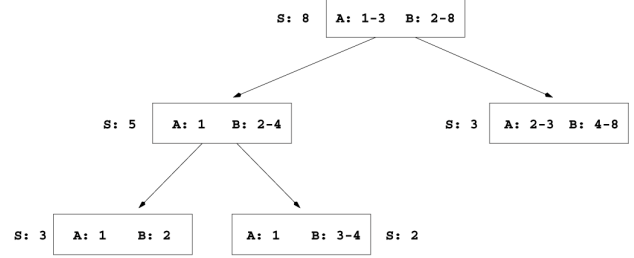 S: 8 A: 1-3 B: 2-8
S: 5 A: 1 B: 2-4
S: 3 A: 2-3 B: 4-8
S: 3 A: 1 B: 2
A: 1 B: 3-4 S: 2